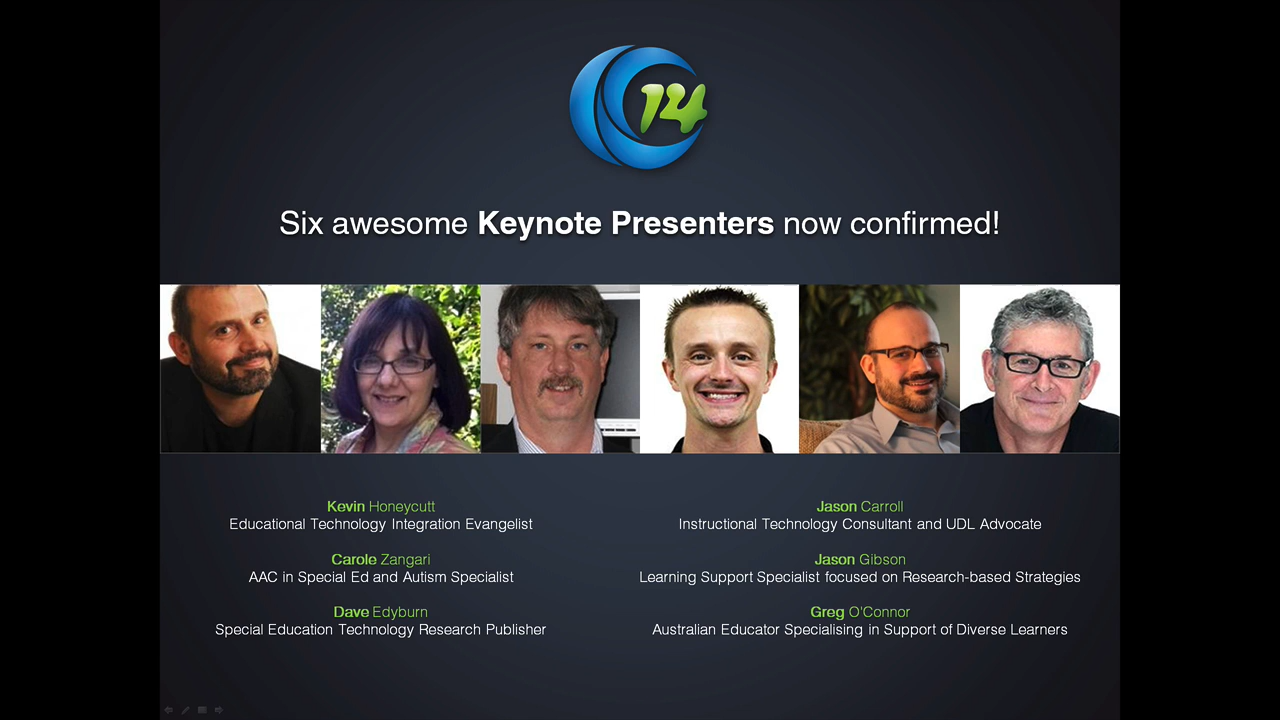 14
Six awesome Keynote Presenters now confirmed!
Kevin Honeycutt
Educational Technology Integration Evangelist
Carole Zangari
AAC in Special Ed and Autism Specialist
Dave Edyburn
Special Education Technology Research Publisher
Jason Carroll
Instructional Technology Consultant and UDL Advocate
Jason Gibson
Learning Support Specialist focused on Research-based Strategies
Greg O'Connor
Australian Educator Specialising in Support of Diverse Learners